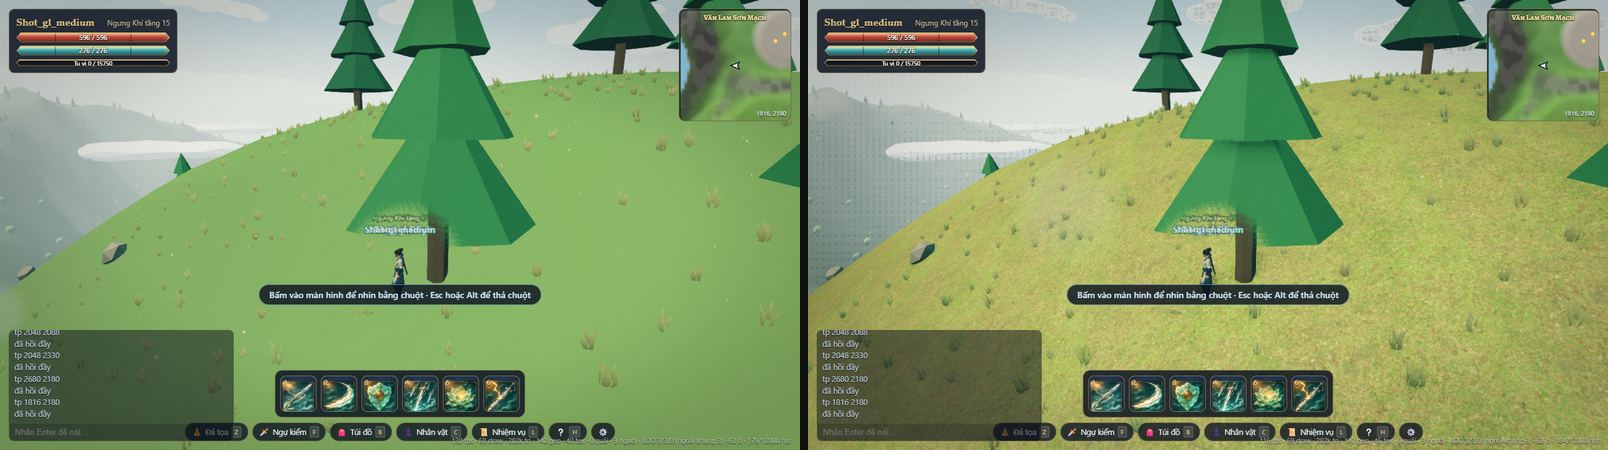 Shot_gl_medium Ngưng Khí tầng 15
596 / 596
276 / 276
Tu vi 0 / 15750
Vân Lam Sơn Mạch
1816, 2180
Ngưng Khí tầng 15
Shot_gl_medium
Bấm vào màn hình để nhìn bằng chuột · Esc hoặc Alt để thả chuột
tp 2048 2088
đã hồi đầy
tp 2048 2330
đã hồi đầy
tp 2680 2180
đã hồi đầy
tp 1816 2180
đã hồi đầy
Nhấn Enter để nói...
Đả tọa Z
Ngự kiếm F
Túi đồ B
Nhân vật C
Nhiệm vụ L
? H
Shot_gl_medium Ngưng Khí tầng 15
596 / 596
276 / 276
Tu vi 0 / 15750
Vân Lam Sơn Mạch
1816, 2180
Ngưng Khí tầng 15
Shot_gl_medium
Bấm vào màn hình để nhìn bằng chuột · Esc hoặc Alt để thả chuột
tp 2048 2088
đã hồi đầy
tp 2048 2330
đã hồi đầy
tp 2680 2180
đã hồi đầy
tp 1816 2180
đã hồi đầy
Nhấn Enter để nói...
Đả tọa Z
Ngự kiếm F
Túi đồ B
Nhân vật C
Nhiệm vụ L
? H